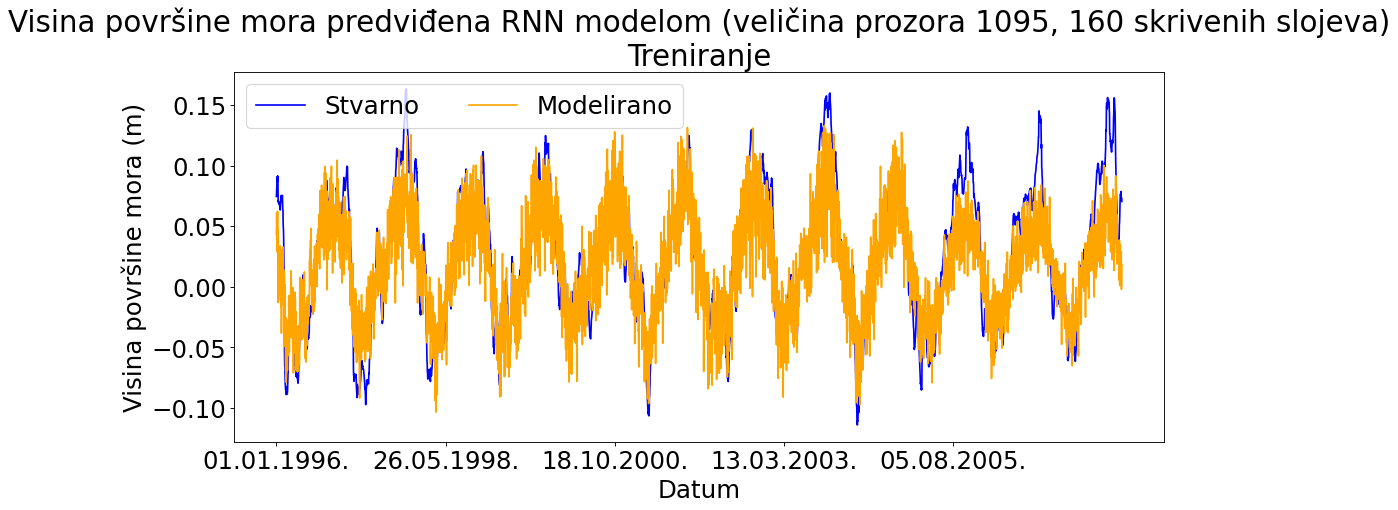 Visina površine mora predviđena RNN modelom (veličina prozora 1095, 160 skrivenih slojeva)
Treniranje
Stvarno Modelirano
Visina površine mora (m)
0.15
0.10
0.05
0.00
−0.05
−0.10
01.01.1996. 26.05.1998. 18.10.2000. 13.03.2003. 05.08.2005.
Datum